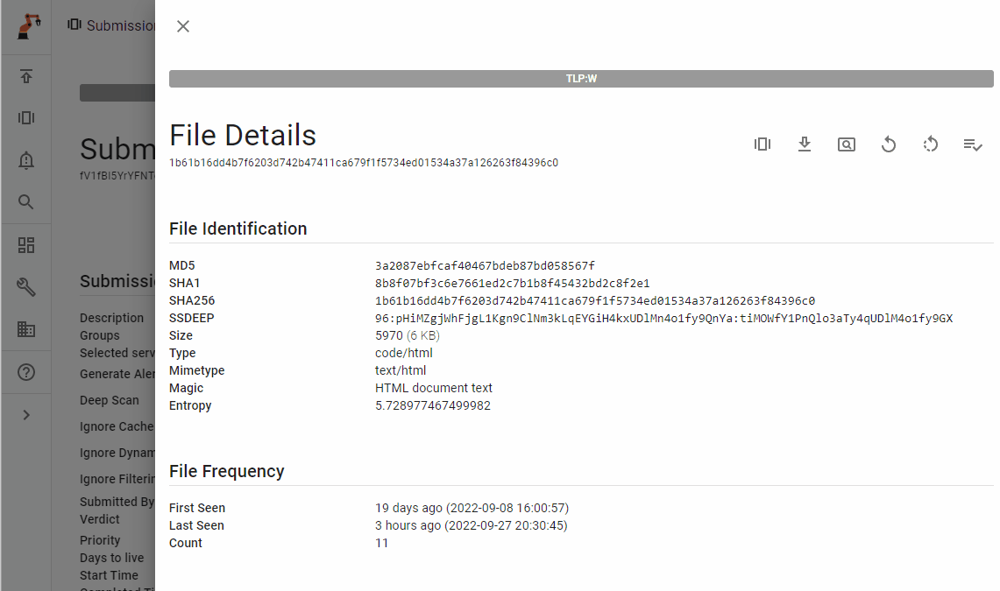 Submission
TLP:W
File Details
1b61b16dd4b7f6203d742b47411ca679f1f5734ed01534a37a126263f84396c0
File Identification
MD5 3a2087ebfcaf40467bdeb87bd058567f
SHA1 8b8f07bf3c6e7661ed2c7b1b8f45432bd2c8f2e1
SHA256 1b61b16dd4b7f6203d742b47411ca679f1f5734ed01534a37a126263f84396c0
SSDEEP 96:pHiMZgjWhFjgL1Kgn9ClNm3kLqEYGiH4kxUDlMn4o1fy9QnYa:tiMOWfY1PnQlo3aTy4qUDlM4o1fy9GX
Size 5970 (6 KB)
Type code/html
Mimetype text/html
Magic HTML document text
Entropy 5.728977467499982
File Frequency
First Seen 19 days ago (2022-09-08 16:00:57)
Last Seen 3 hours ago (2022-09-27 20:30:45)
Count 11
Subm
Submissi
Description
Groups
Selected serv
Generate Aler
Deep Scan
Ignore Cache
Ignore Dynam
Ignore Filterin
Submitted By
Verdict
Priority
Days to live
Start Time